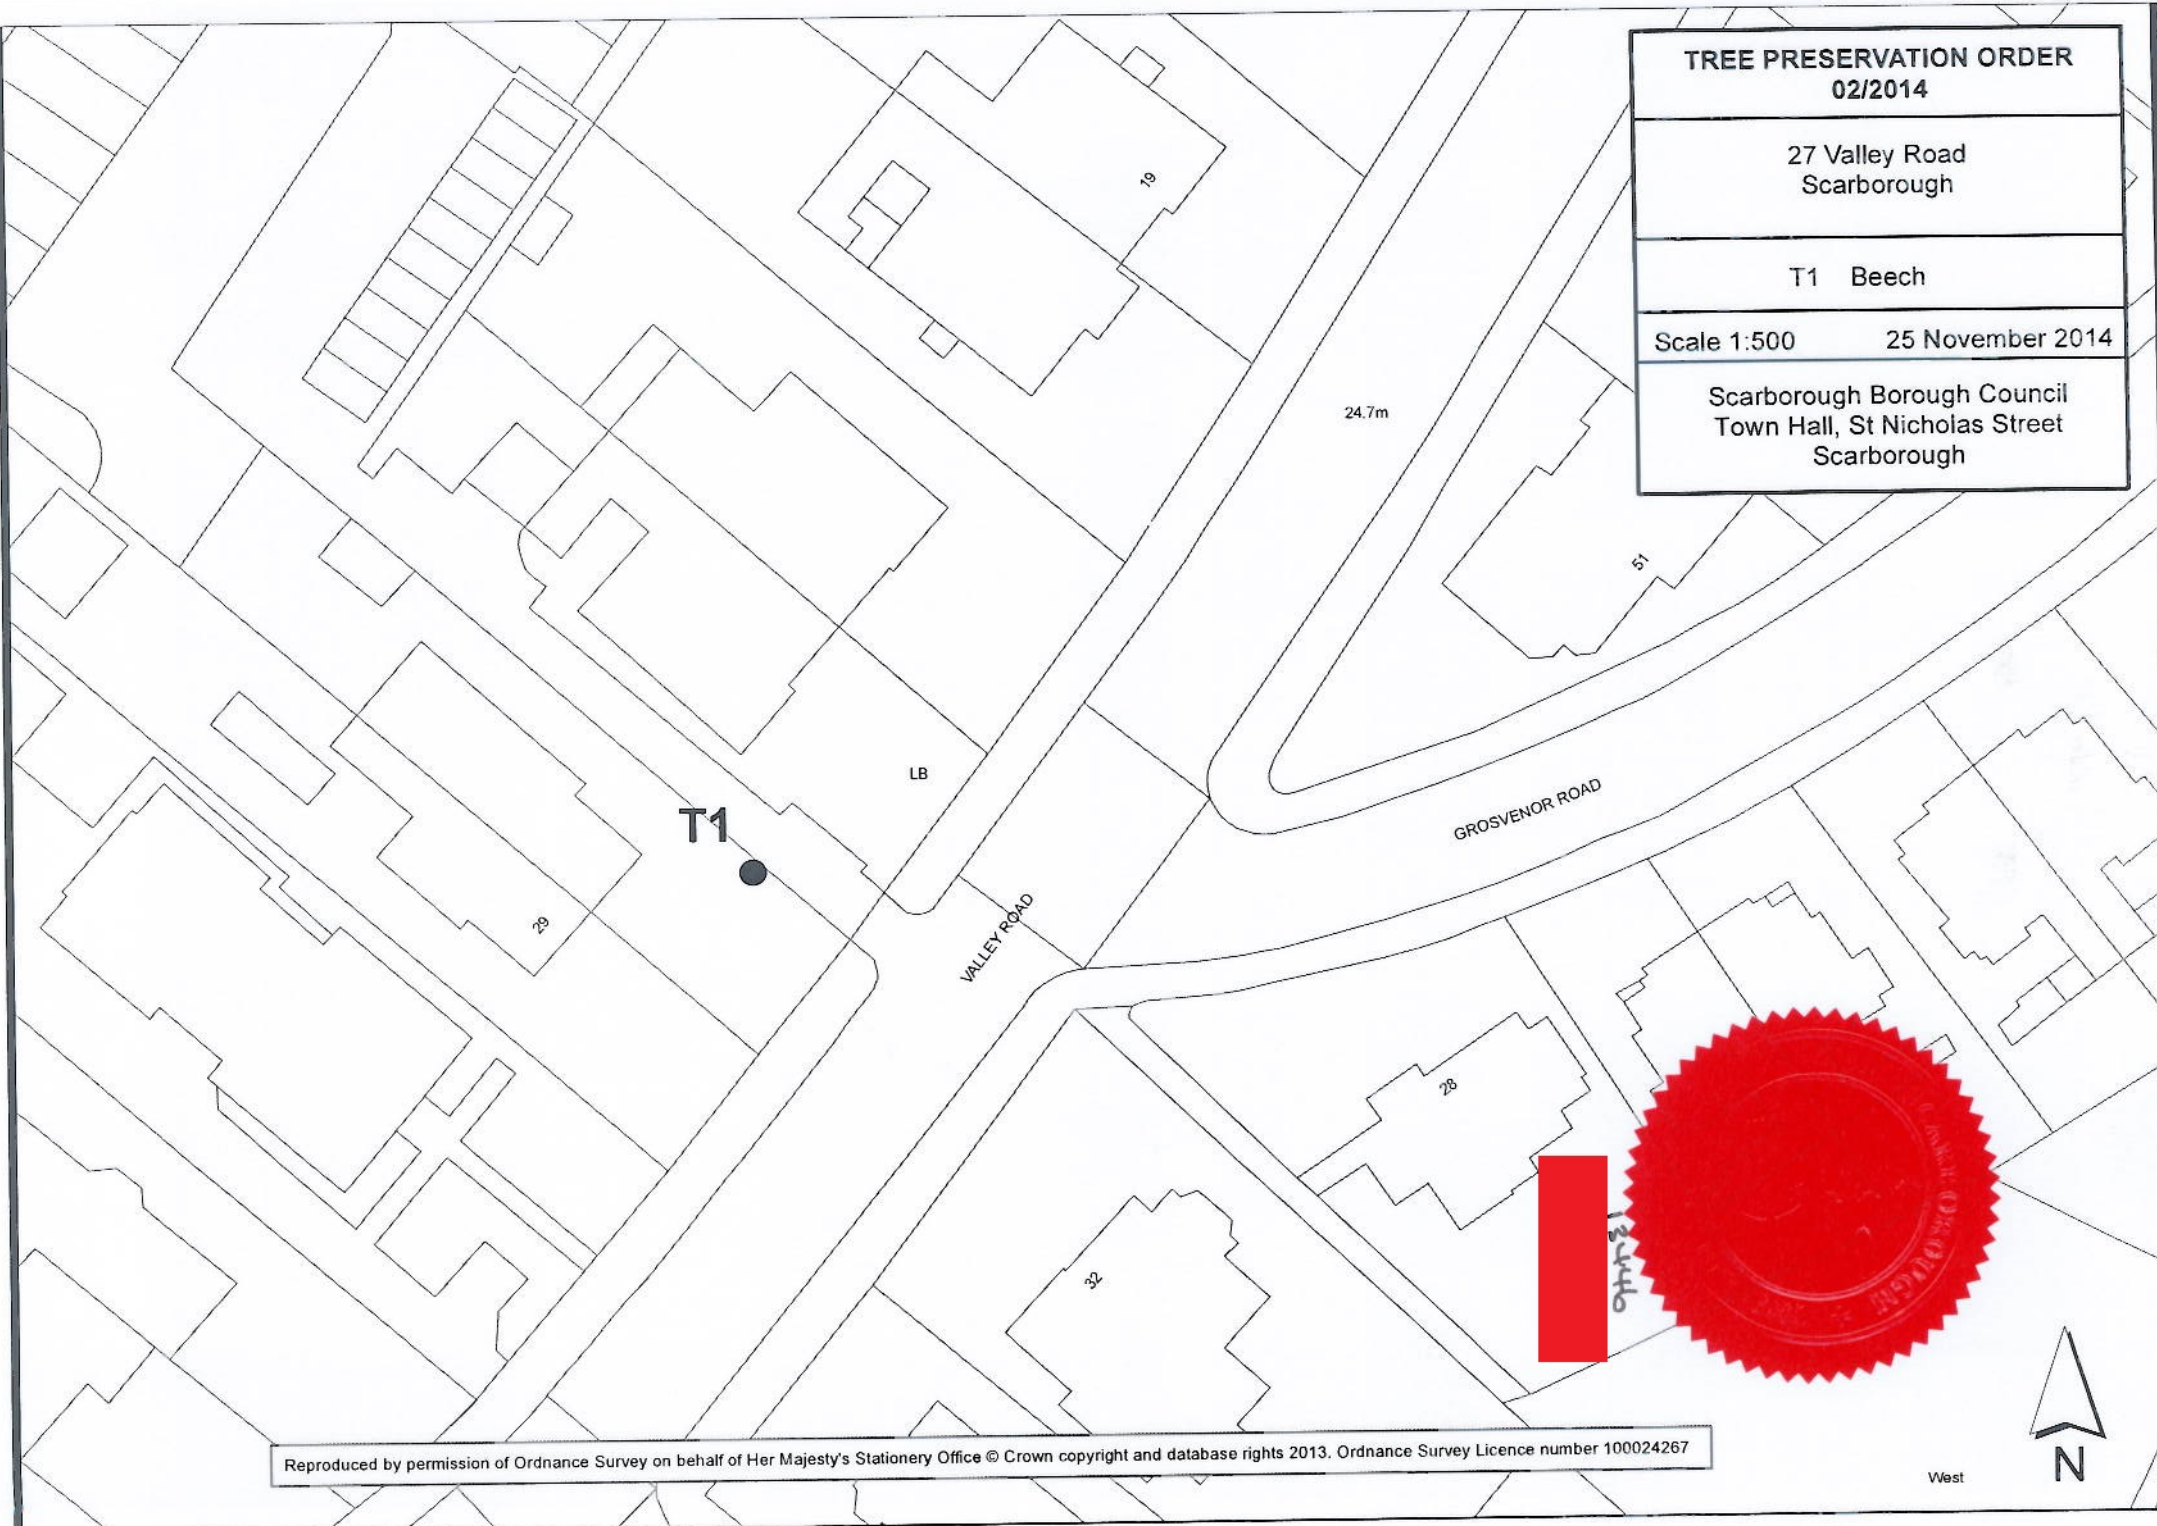 TREE PRESERVATION ORDER
02/2014
27 Valley Road
Scarborough
T1 Beech
Scale 1:500 25 November 2014
Scarborough Borough Council
Town Hall, St Nicholas Street
Scarborough
19
24.7m
51
LB
T1
GROSVENOR ROAD
29
VALLEY ROAD
28
32
13446
Reproduced by permission of Ordnance Survey on behalf of Her Majesty's Stationery Office © Crown copyright and database rights 2013. Ordnance Survey Licence number 100024267
West
N